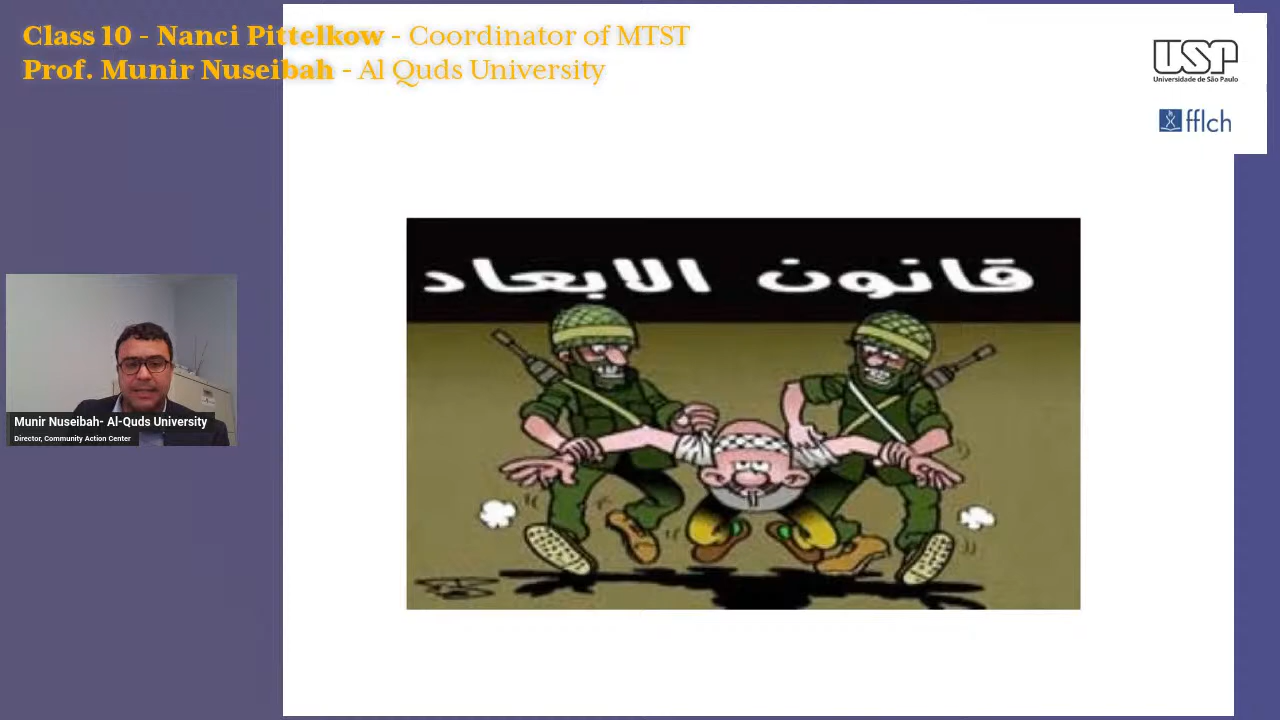 Class 10 - Nanci Pittelkow - Coordinator of MTST
Prof. Munir Nuseibah - Al Quds University
USP
Universidade de São Paulo
fflch
قانون الابعاد
Munir Nuseibah- Al-Quds University
Director, Community Action Center